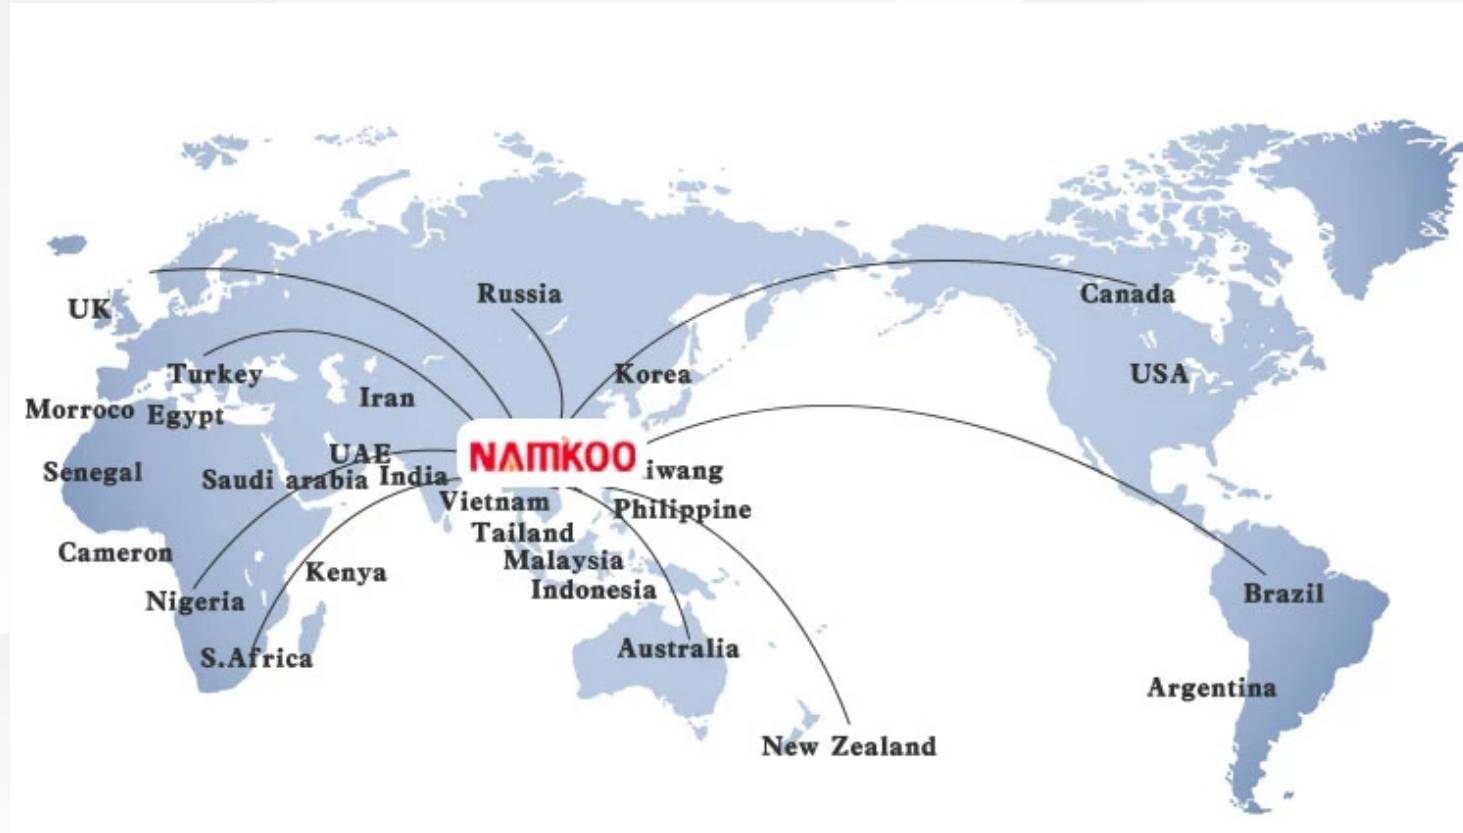 Russia
Canada
UK
Turkey
Korea
USA
Iran
Morroco
Egypt
UAE
NAMKOO
iwang
Senegal
Saudi arabia
India
Vietnam
Philippine
Tailand
Cameron
Malaysia
Kenya
Indonesia
Nigeria
Brazil
S.Africa
Australia
Argentina
New Zealand